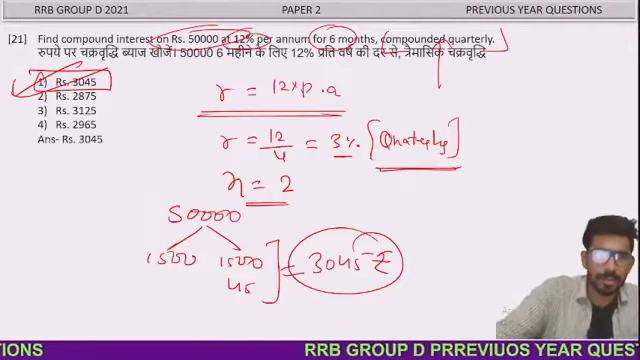 RRB GROUP D 2021 PAPER 2 PREVIOUS YEAR QUESTIONS
[21] Find compound interest on Rs. 50000 at 12% per annum for 6 months, compounded quarterly.
रुपये पर चक्रवृद्धि ब्याज खोजें। 50000 6 महीने के लिए 12% प्रति वर्ष की दर से, त्रैमासिक चक्रवृद्धि
1) Rs. 3045
2) Rs. 2875
3) Rs. 3125
4) Rs. 2965
Ans- Rs. 3045
r = 12% p.a
r = 12/4 = 3% [Quaterly]
n = 2
50000
1500 1500
45
= 3045 ₹
TIONS RRB GROUP D PRREVIUOS YEAR QUEST